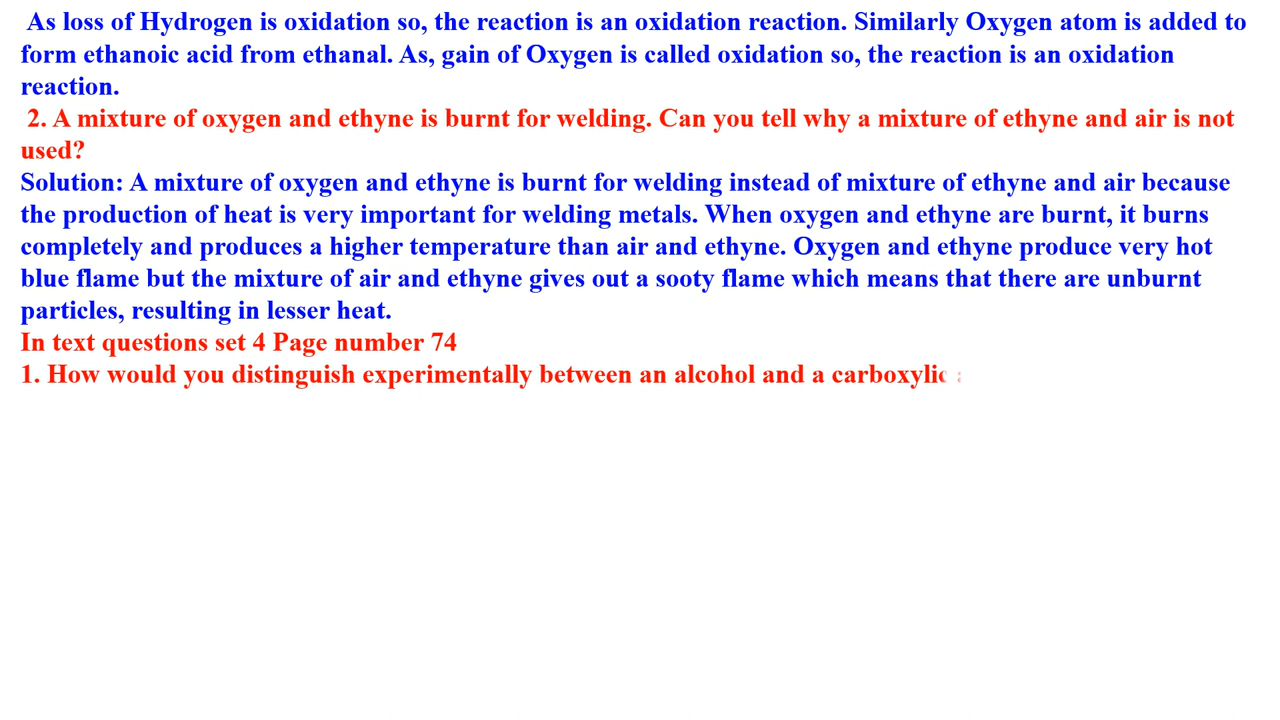 As loss of Hydrogen is oxidation so, the reaction is an oxidation reaction. Similarly Oxygen atom is added to
form ethanoic acid from ethanal. As, gain of Oxygen is called oxidation so, the reaction is an oxidation
reaction.
2. A mixture of oxygen and ethyne is burnt for welding. Can you tell why a mixture of ethyne and air is not
used?
Solution: A mixture of oxygen and ethyne is burnt for welding instead of mixture of ethyne and air because
the production of heat is very important for welding metals. When oxygen and ethyne are burnt, it burns
completely and produces a higher temperature than air and ethyne. Oxygen and ethyne produce very hot
blue flame but the mixture of air and ethyne gives out a sooty flame which means that there are unburnt
particles, resulting in lesser heat.
In text questions set 4 Page number 74
1. How would you distinguish experimentally between an alcohol and a carboxylic